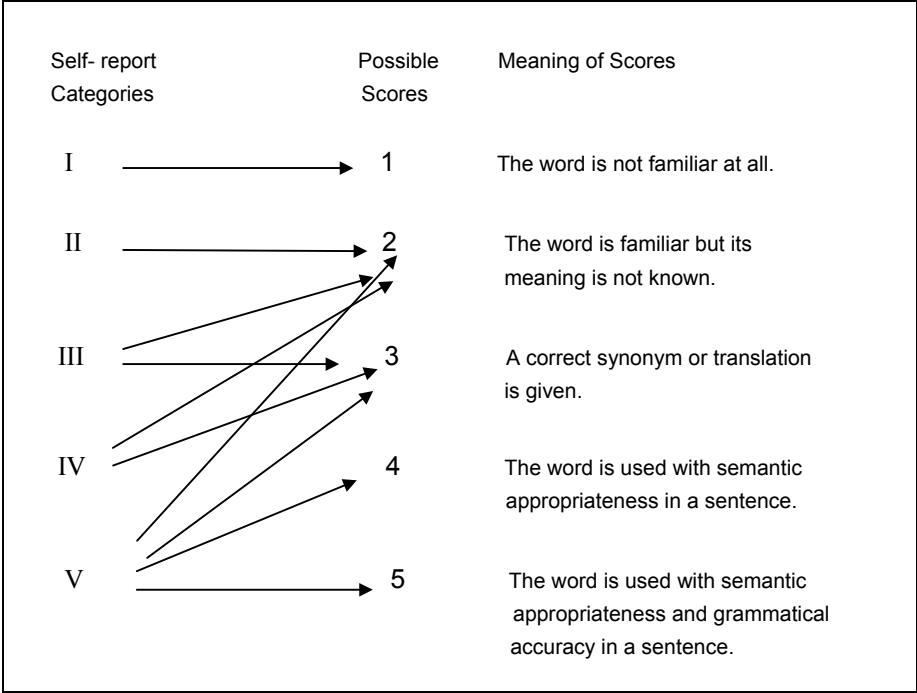 Self- report Possible Meaning of Scores
Categories Scores
I 1 The word is not familiar at all.
II 2 The word is familiar but its
meaning is not known.
III 3 A correct synonym or translation
is given.
IV 4 The word is used with semantic
appropriateness in a sentence.
V 5 The word is used with semantic
appropriateness and grammatical
accuracy in a sentence.